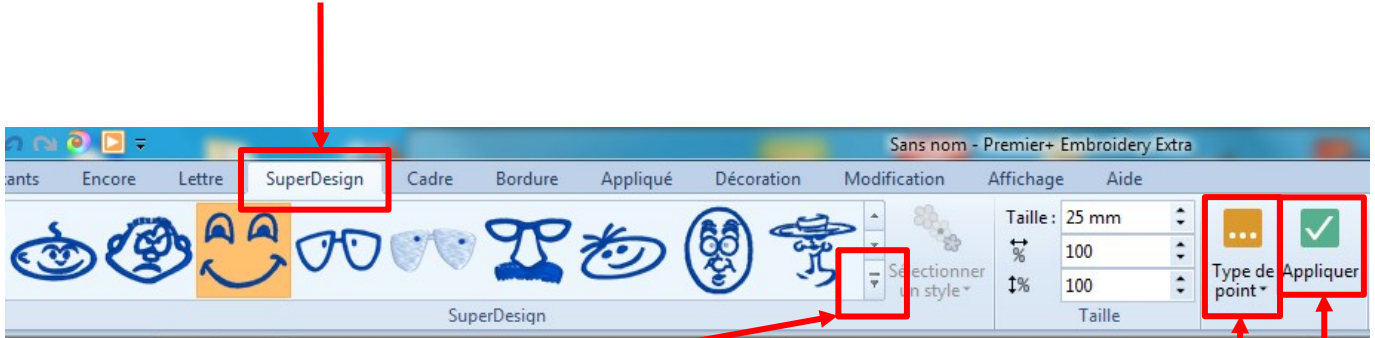 Sans nom - Premier+ Embroidery Extra
Encore Lettre SuperDesign Cadre Bordure Appliqué Décoration Modification Affichage Aide
Taille : 25 mm
% 100
% 100
Sélectionner
un style
Type de
point
Appliquer
SuperDesign
Taille